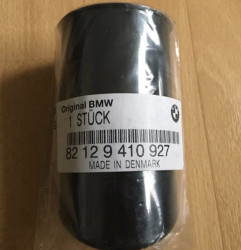 Original BMW
1 STÜCK
82 12 9 410 927
MADE IN DENMARK